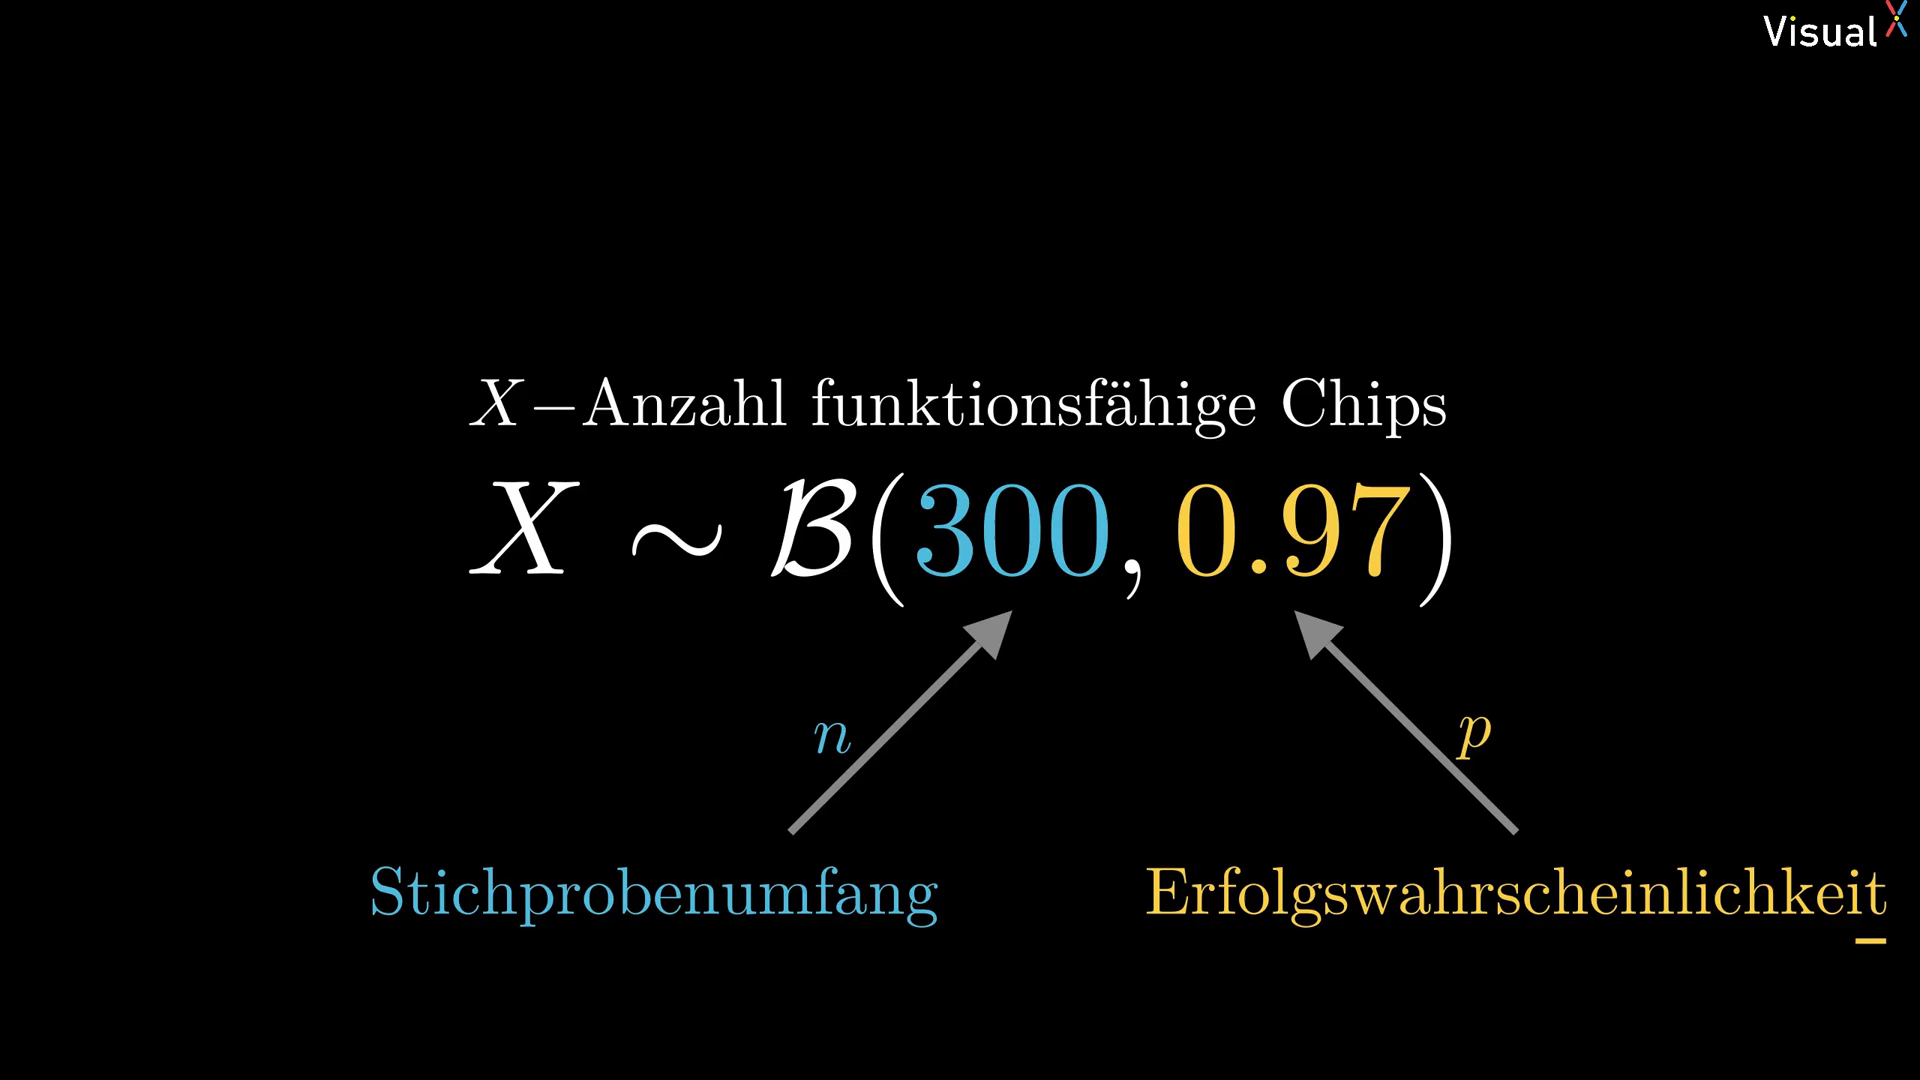 Visual X
X−Anzahl funktionsfähige Chips
X ∼ B(300, 0.97)
n
p
Stichprobenumfang
Erfolgswahrscheinlichkeit